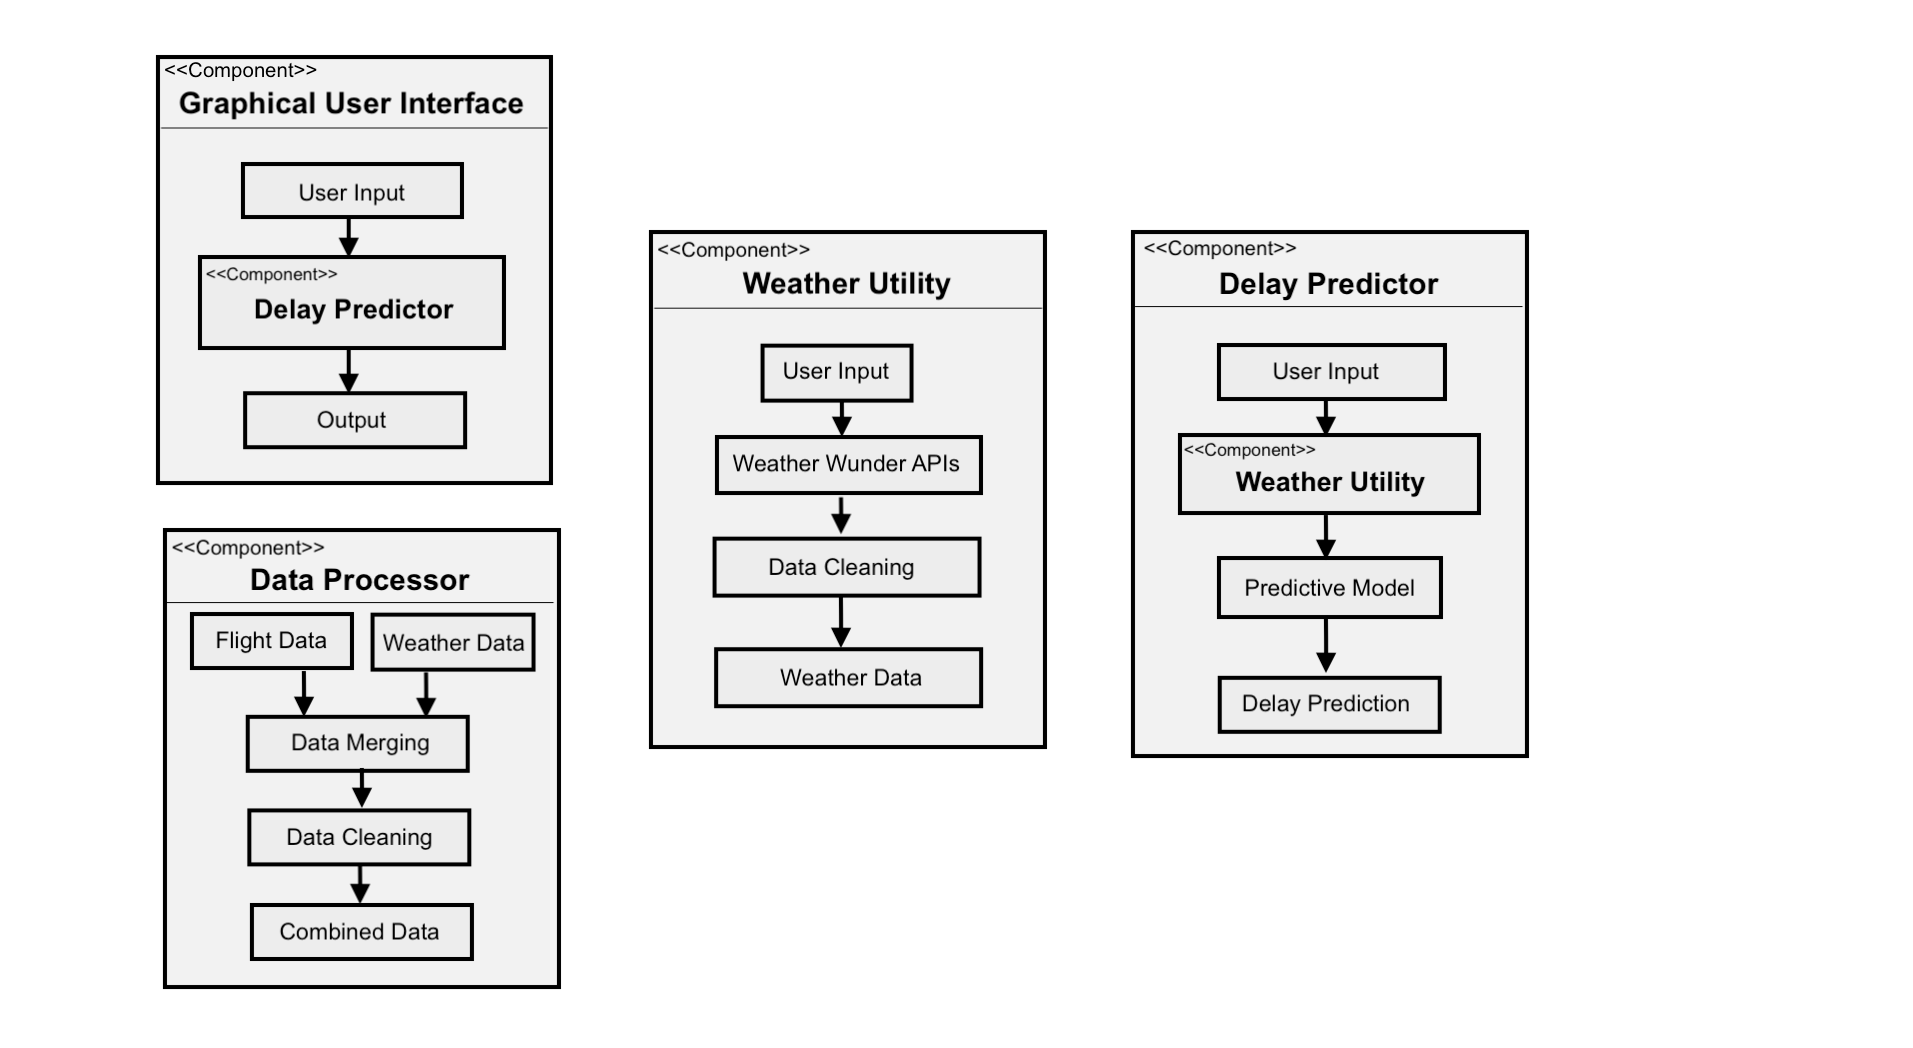 <<Component>>
Graphical User Interface
User Input
<<Component>>
Delay Predictor
Output
<<Component>>
Data Processor
Flight Data
Weather Data
Data Merging
Data Cleaning
Combined Data
<<Component>>
Weather Utility
User Input
Weather Wunder APIs
Data Cleaning
Weather Data
<<Component>>
Delay Predictor
User Input
<<Component>>
Weather Utility
Predictive Model
Delay Prediction